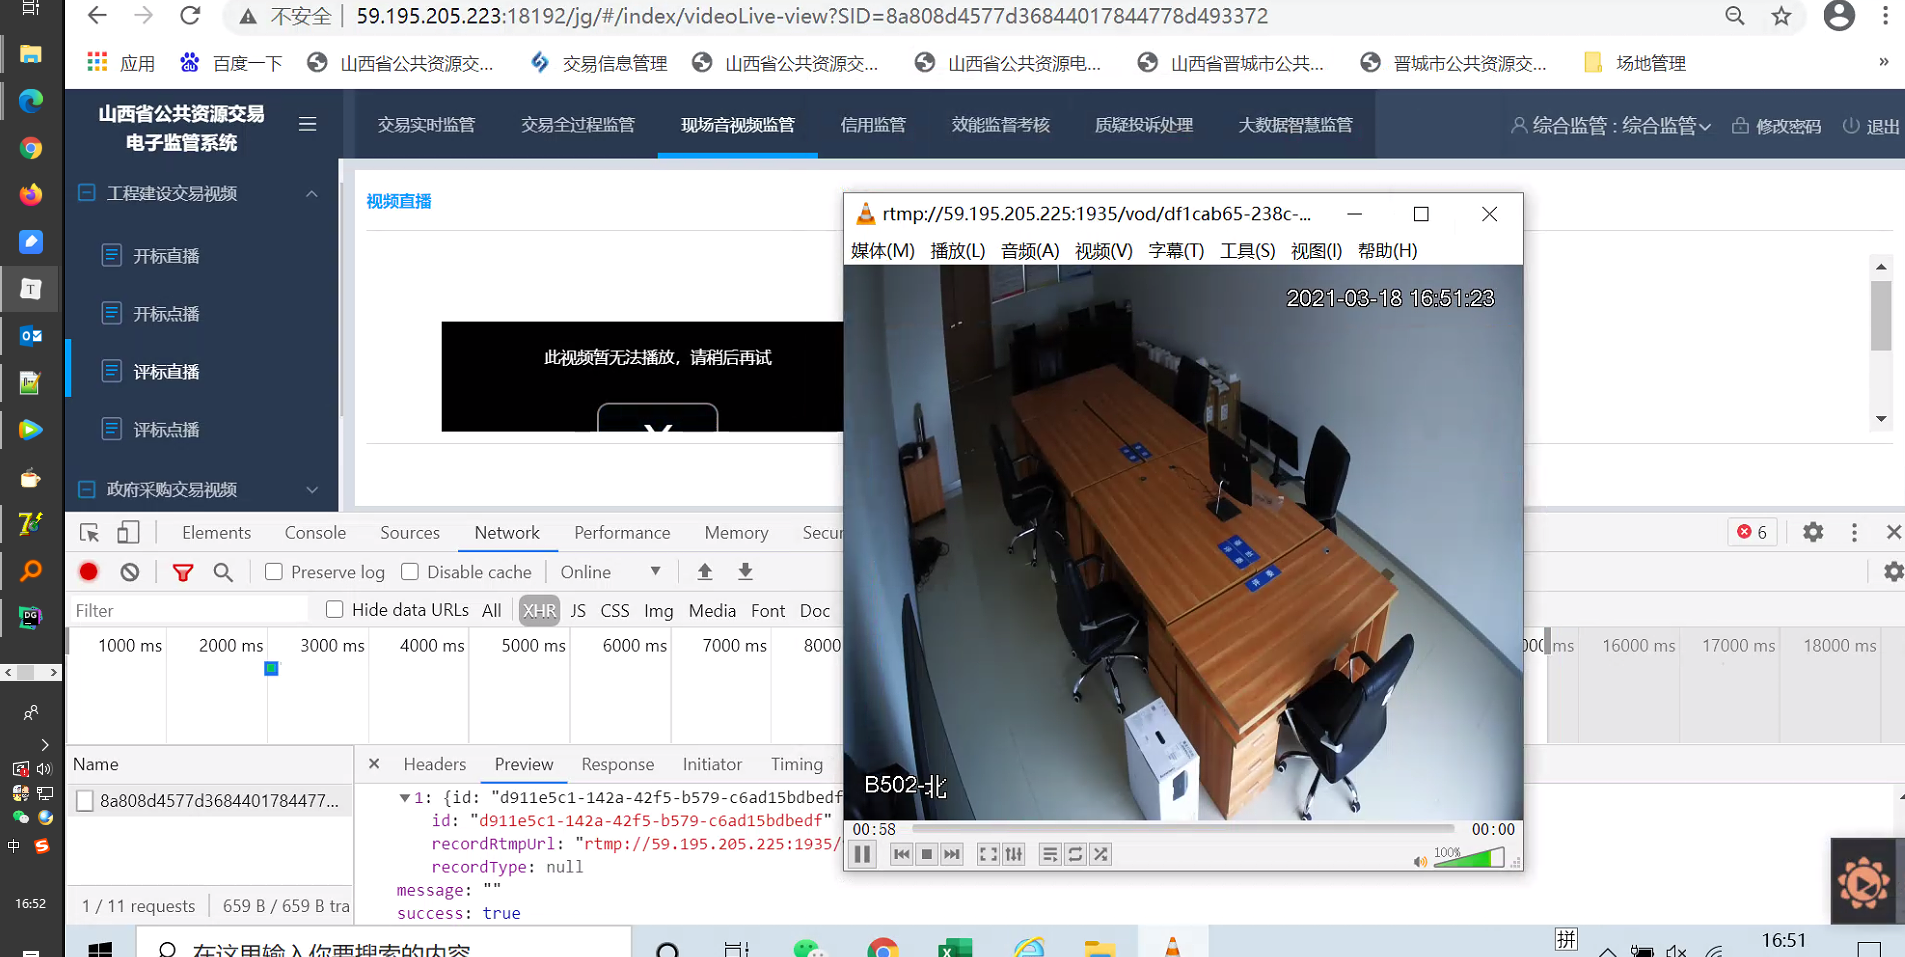 不安全 59.195.205.223:18192/jg/#/index/videoLive-view?SID=8a808d4577d36844017844778d493372
应用 百度一下 山西省公共资源交... 交易信息管理 山西省公共资源交... 山西省公共资源电... 山西省晋城市公共... 晋城市公共资源交... 场地管理 »
山西省公共资源交易
电子监管系统
交易实时监管 交易全过程监管 现场音视频监管 信用监管 效能监督考核 质疑投诉处理 大数据智慧监管 综合监管 : 综合监管 修改密码 退出
工程建设交易视频
开标直播
开标点播
评标直播
评标点播
政府采购交易视频
视频直播
此视频暂无法播放，请稍后再试
rtmp://59.195.205.225:1935/vod/df1cab65-238c-...
媒体(M) 播放(L) 音频(A) 视频(V) 字幕(T) 工具(S) 视图(I) 帮助(H)
2021-03-18 16:51:23
B502-北
00:58 00:00
100%
Elements Console Sources Network Performance Memory Secur
6
Preserve log Disable cache Online
Filter Hide data URLs All XHR JS CSS Img Media Font Doc
1000 ms 2000 ms 3000 ms 4000 ms 5000 ms 6000 ms 7000 ms 8000 ms 16000 ms 17000 ms 18000 ms
Name
8a808d4577d3684401784477...
1 / 11 requests 659 B / 659 B tra
Headers Preview Response Initiator Timing
1: {id: "d911e5c1-142a-42f5-b579-c6ad15bdbedf
id: "d911e5c1-142a-42f5-b579-c6ad15bdbedf"
recordRtmpUrl: "rtmp://59.195.205.225:1935/
recordType: null
message: ""
success: true
中
16:52
在这里输入你要搜索的内容
拼
16:51